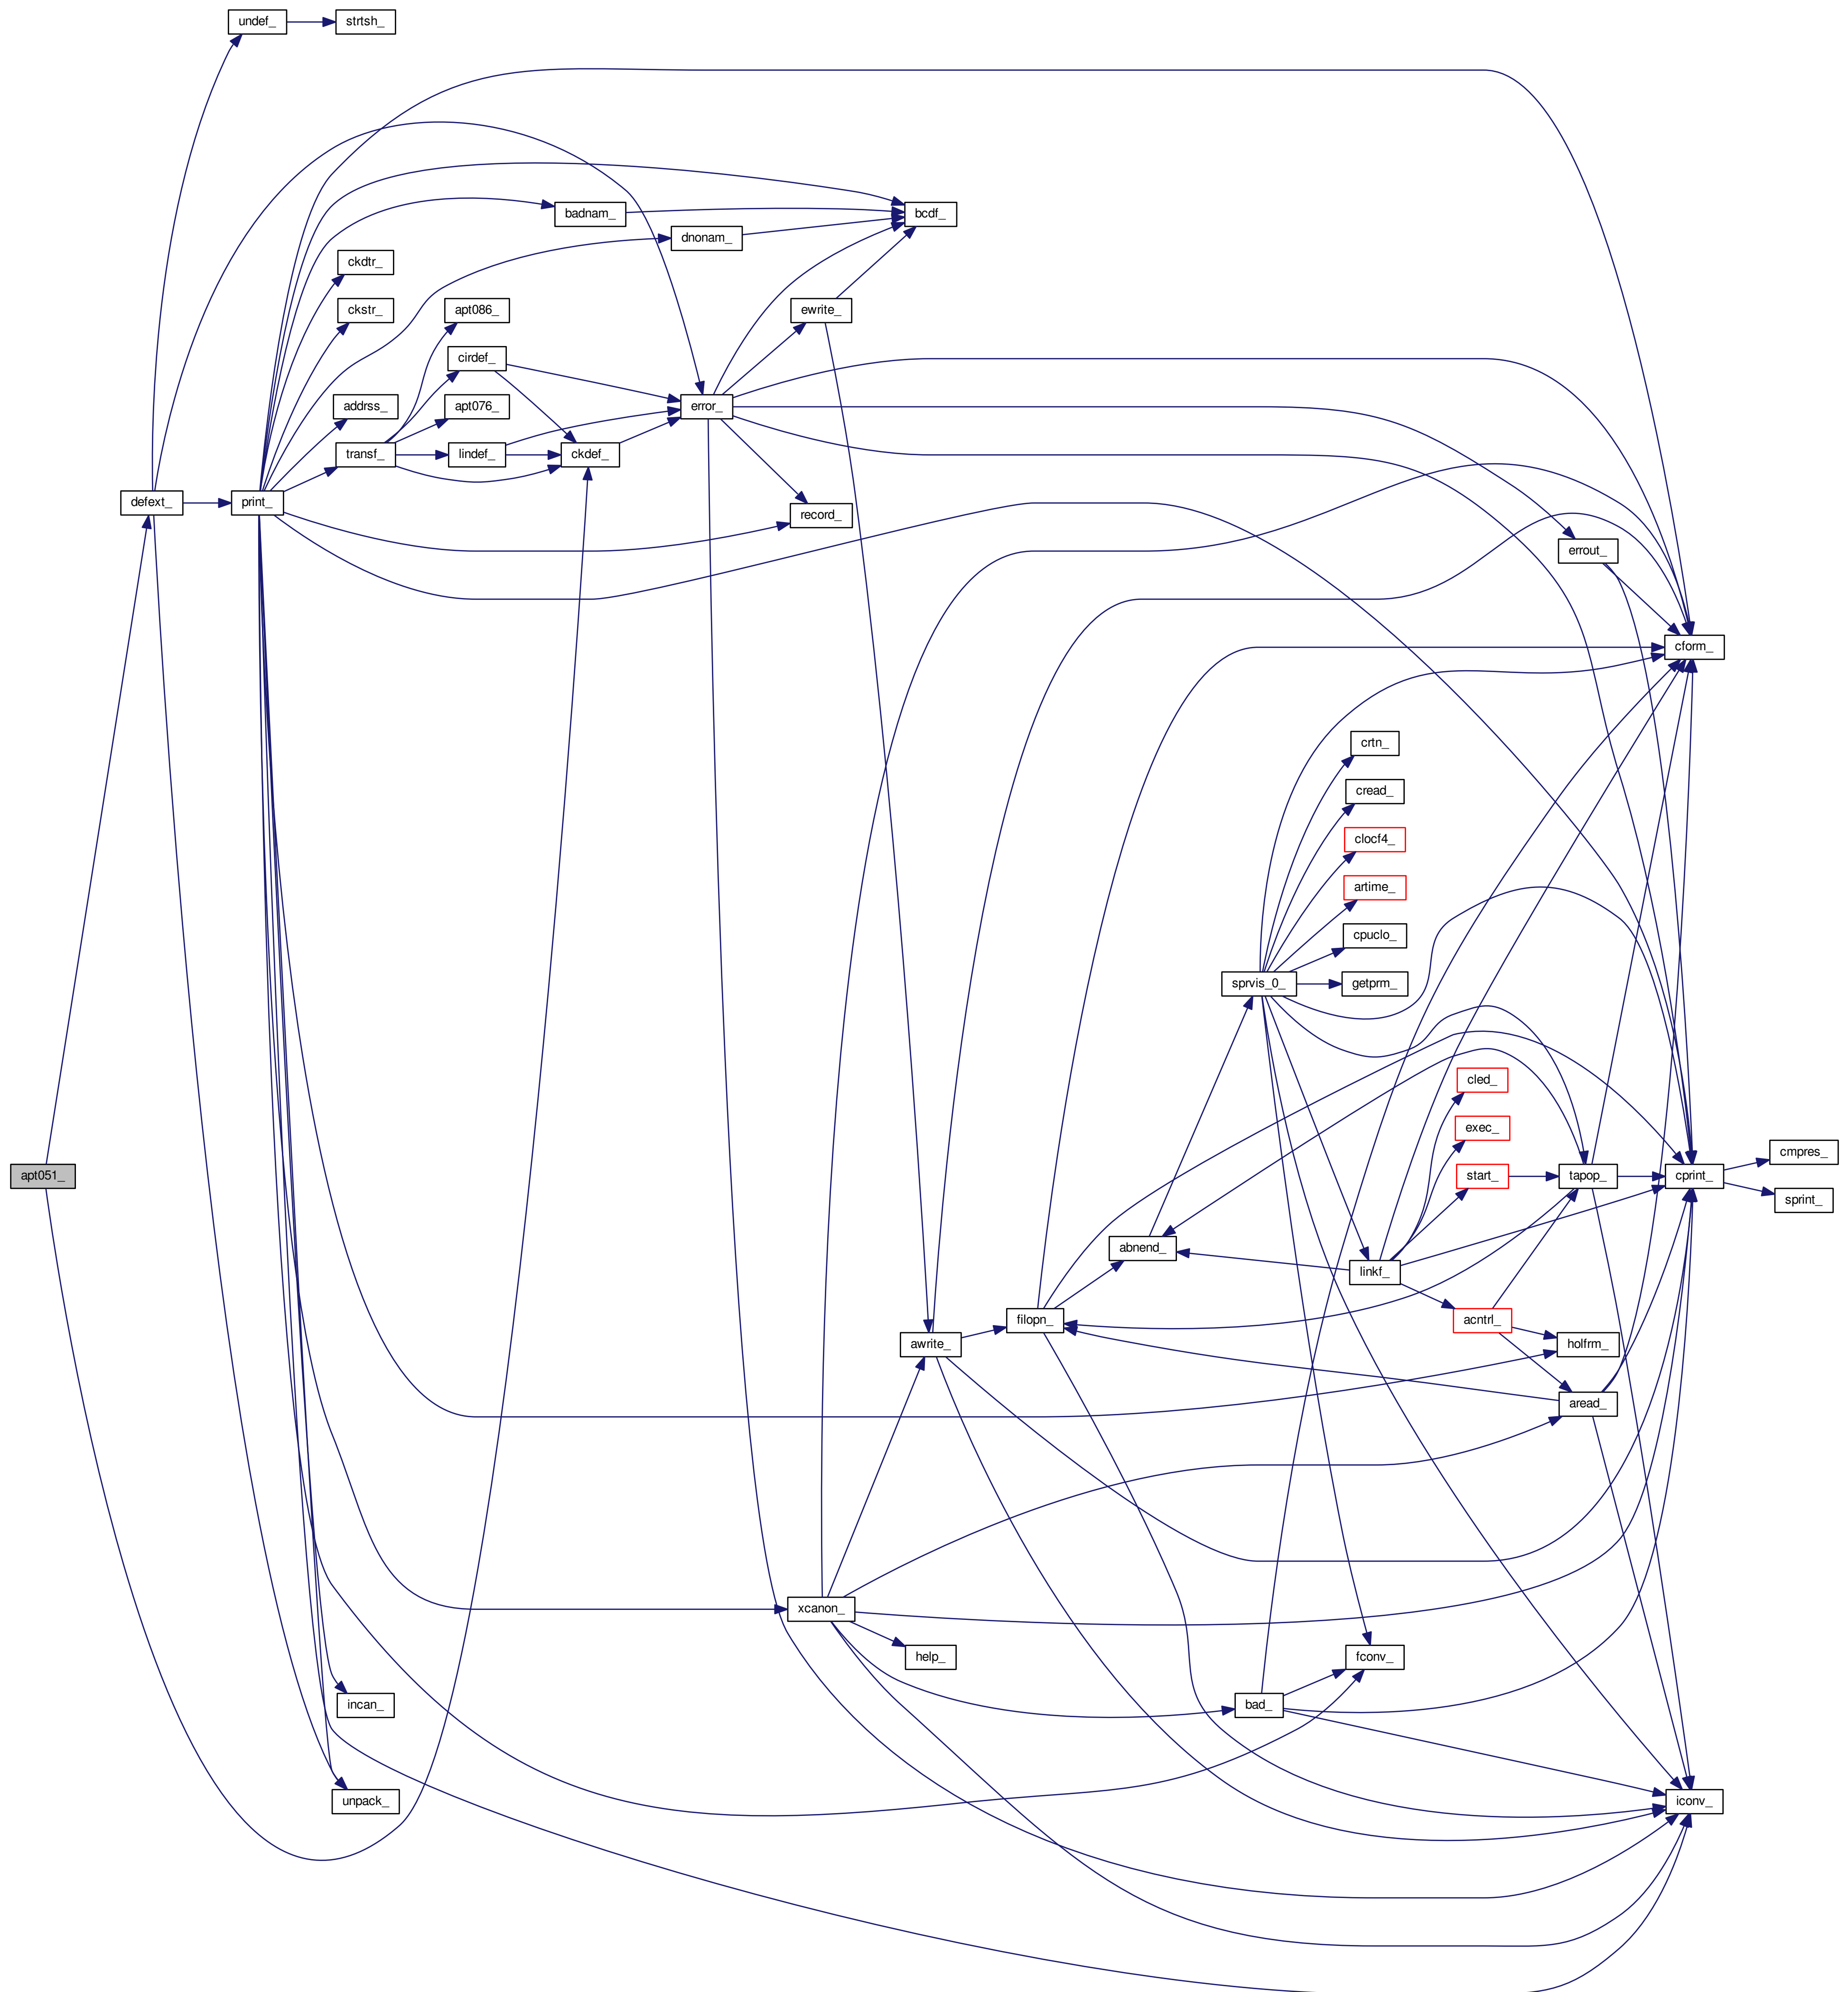 undef_
strtsh_
badnam_
bcdf_
dnonam_
ckdtr_
ckstr_
apt086_
ewrite_
cirdef_
addrss_
apt076_
error_
transf_
lindef_
ckdef_
defext_
print_
record_
errout_
cform_
crtn_
cread_
clocf4_
artime_
cpuclo_
sprvis_0_
getprm_
cled_
exec_
cmpres_
apt051_
start_
tapop_
cprint_
sprint_
abnend_
linkf_
filopn_
acntrl_
awrite_
holfrm_
aread_
xcanon_
help_
fconv_
incan_
bad_
unpack_
iconv_